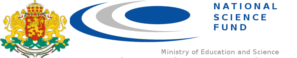 NATIONAL
SCIENCE
FUND
Ministry of Education and Science